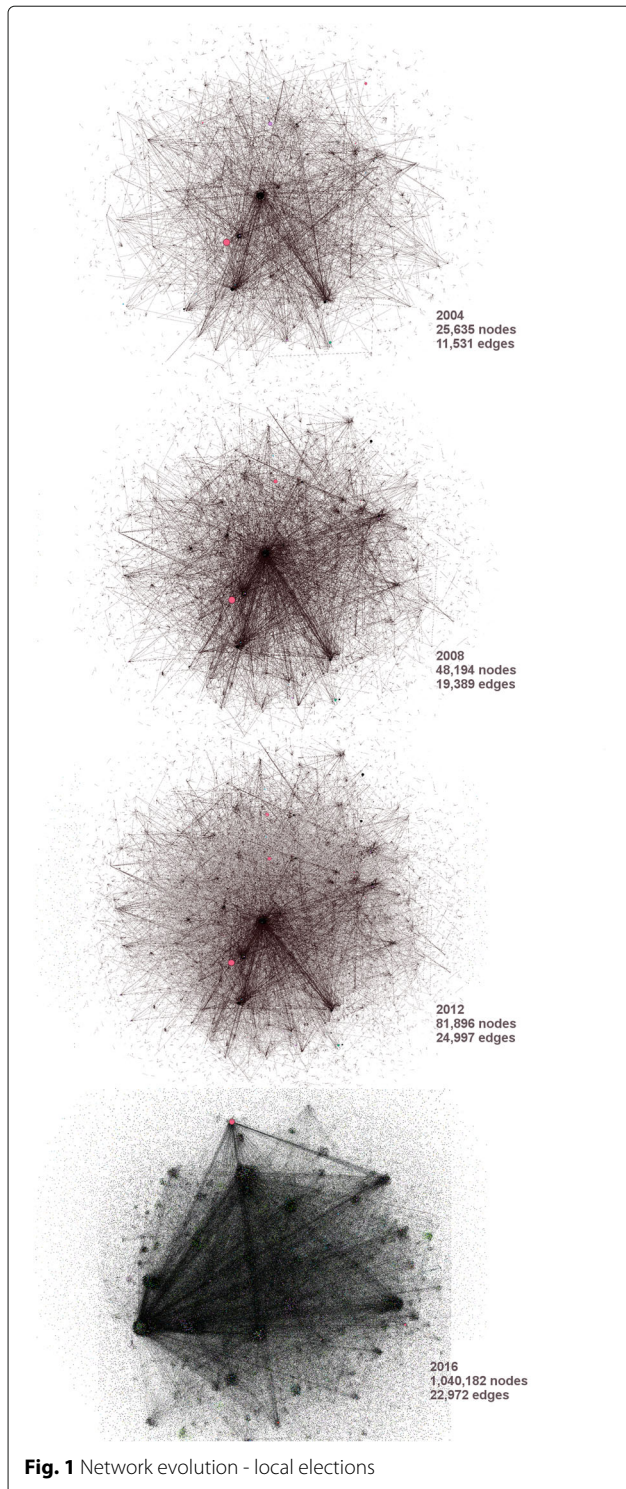 2004
25,635 nodes
11,531 edges
2008
48,194 nodes
19,389 edges
2012
81,896 nodes
24,997 edges
2016
1,040,182 nodes
22,972 edges
Fig. 1 Network evolution - local elections